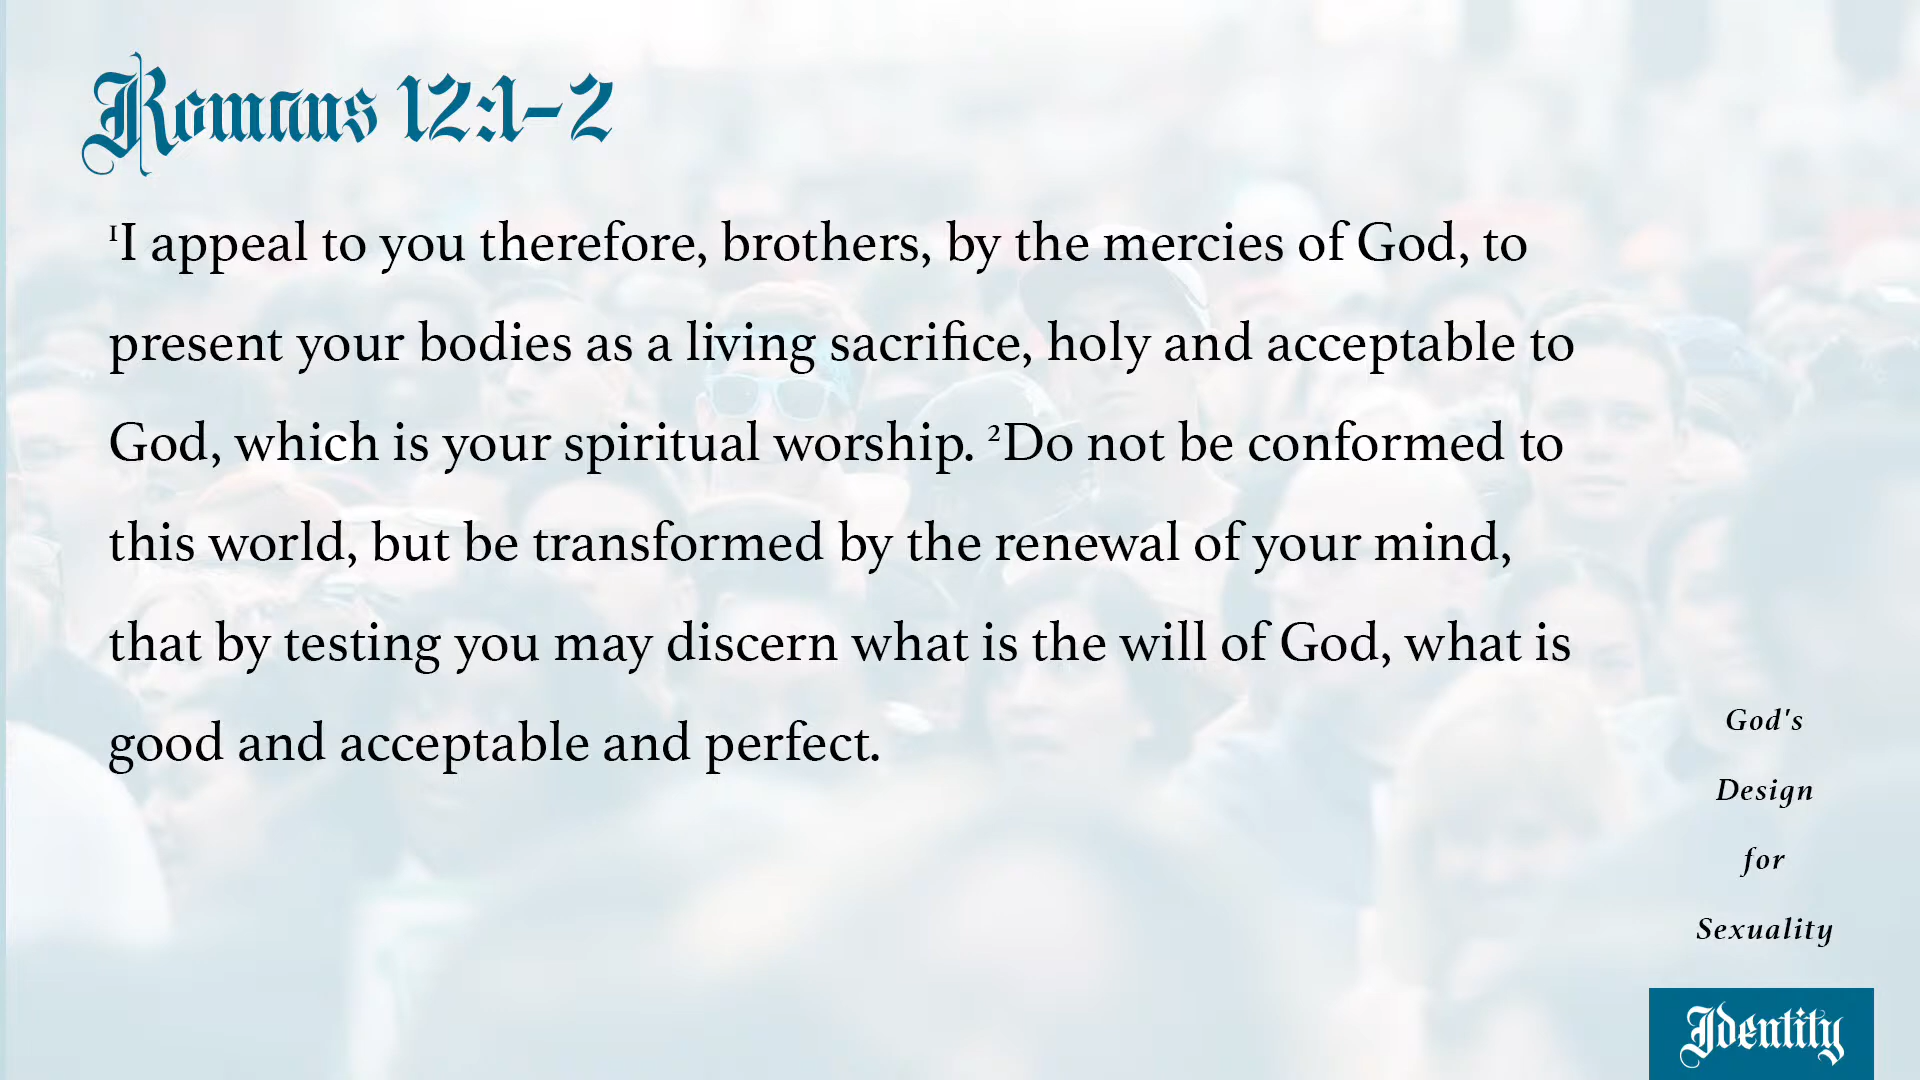 Romans 12:1-2
¹I appeal to you therefore, brothers, by the mercies of God, to
present your bodies as a living sacrifice, holy and acceptable to
God, which is your spiritual worship. ²Do not be conformed to
this world, but be transformed by the renewal of your mind,
that by testing you may discern what is the will of God, what is
good and acceptable and perfect.
God's
Design
for
Sexuality
Identity